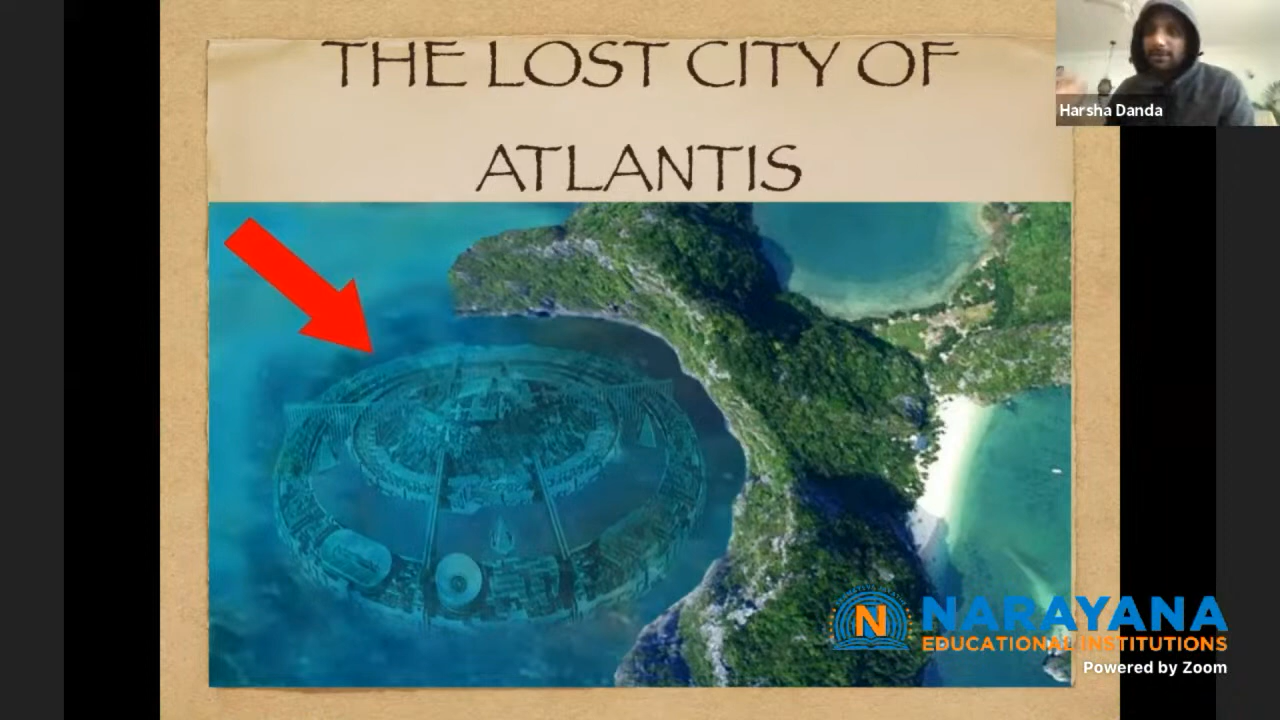 THE LOST CITY OF
ATLANTIS
Harsha Danda
N NARAYANA
EDUCATIONAL INSTITUTIONS
Powered by Zoom